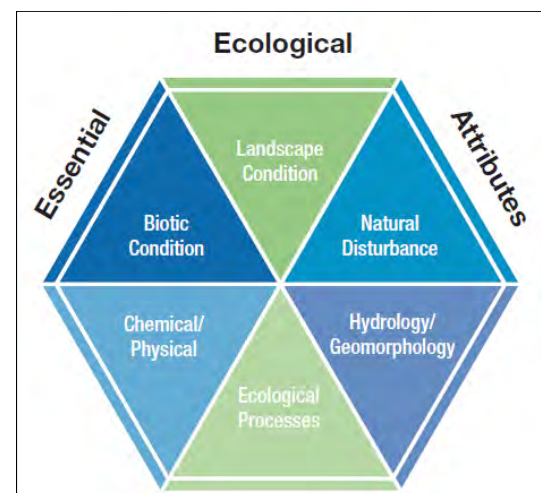 Essential
Ecological
Attributes
Landscape
Condition
Biotic
Condition
Natural
Disturbance
Chemical/
Physical
Hydrology/
Geomorphology
Ecological
Processes